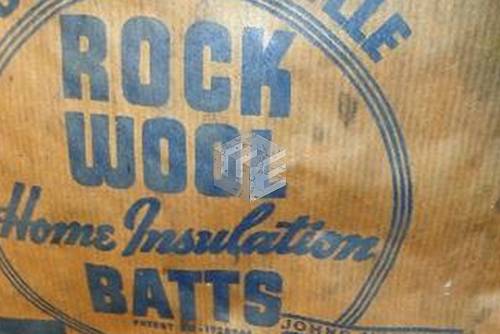 ROCK
WOOL
Home Insulation
BATTS